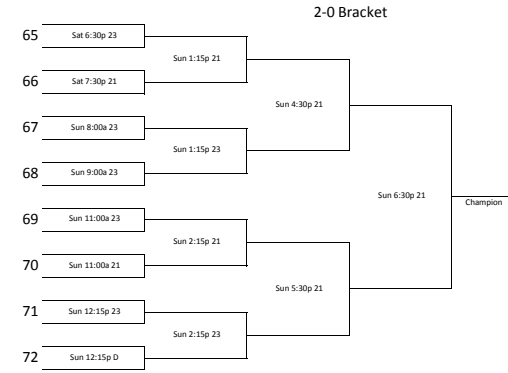 2-0 Bracket
65 Sat 6:30p 23
Sun 1:15p 21
66 Sat 7:30p 21
Sun 4:30p 21
67 Sun 8:00a 23
Sun 1:15p 23
68 Sun 9:00a 23
Sun 6:30p 21
Champion
69 Sun 11:00a 23
Sun 2:15p 21
70 Sun 11:00a 21
Sun 5:30p 21
71 Sun 12:15p 23
Sun 2:15p 23
72 Sun 12:15p D